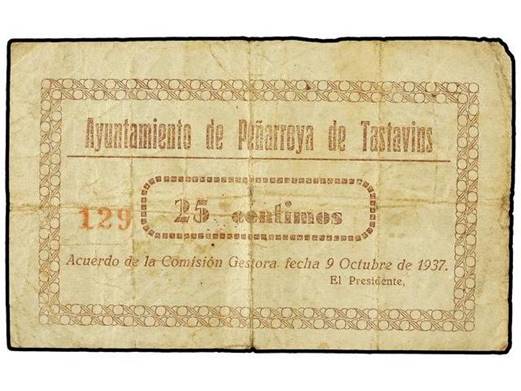 Ayuntamiento de Peñarroya de Tastavins
129
25 céntimos
Acuerdo de la Comisión Gestora fecha 9 Octubre de 1937.
El Presidente,